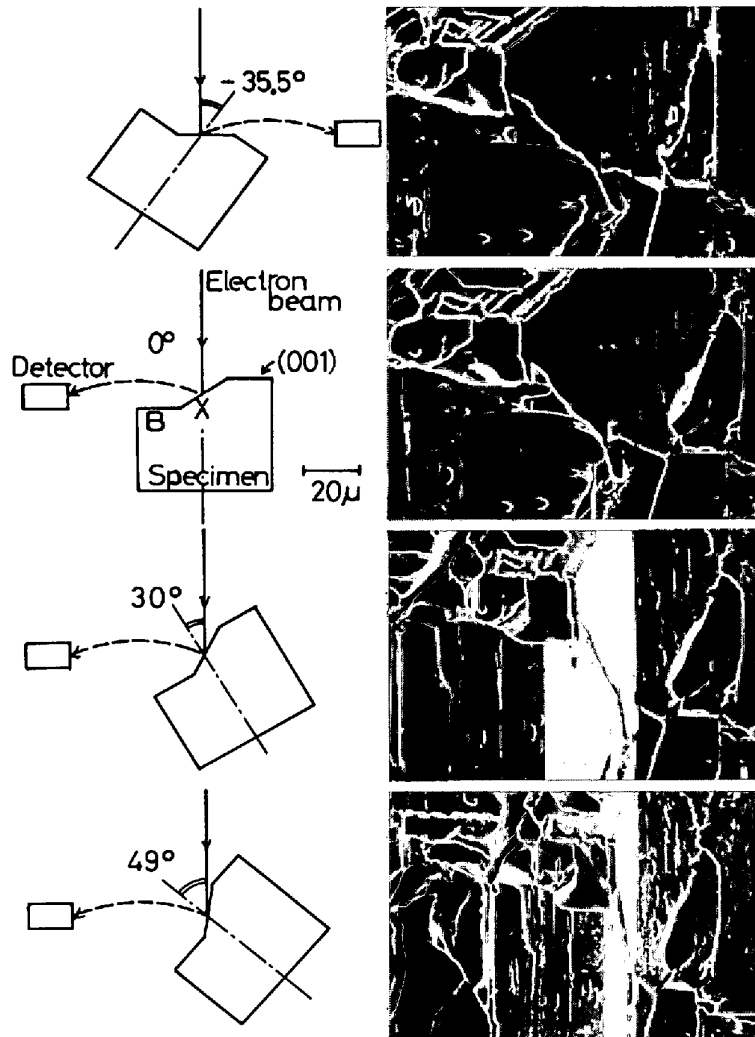 - 35,5°
Electron beam
0°
Detector
(001)
B
X
Specimen
20μ
30°
49°